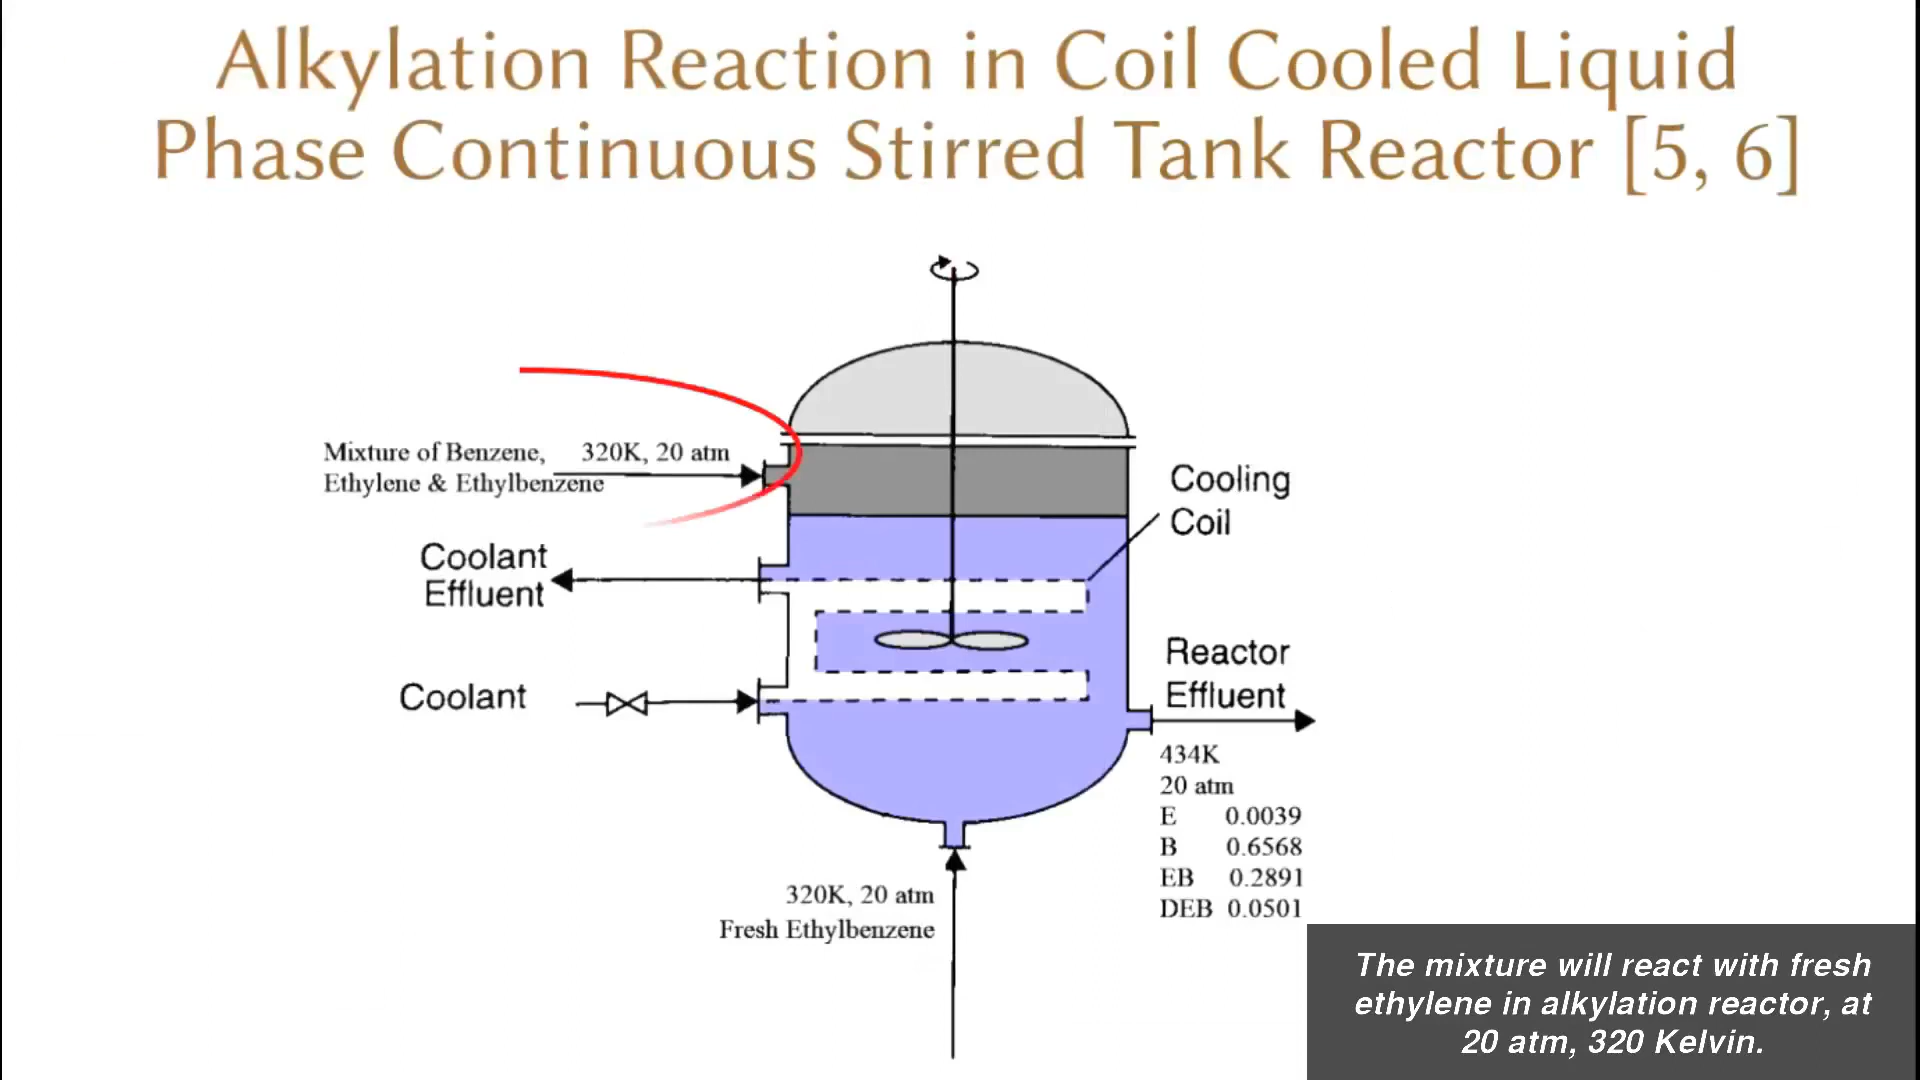 Alkylation Reaction in Coil Cooled Liquid
Phase Continuous Stirred Tank Reactor [5, 6]
Mixture of Benzene, 320K, 20 atm
Ethylene & Ethylbenzene
Cooling
Coil
Coolant
Effluent
Coolant
Reactor
Effluent
434K
20 atm
E 0.0039
B 0.6568
EB 0.2891
DEB 0.0501
320K, 20 atm
Fresh Ethylbenzene
The mixture will react with fresh
ethylene in alkylation reactor, at
20 atm, 320 Kelvin.